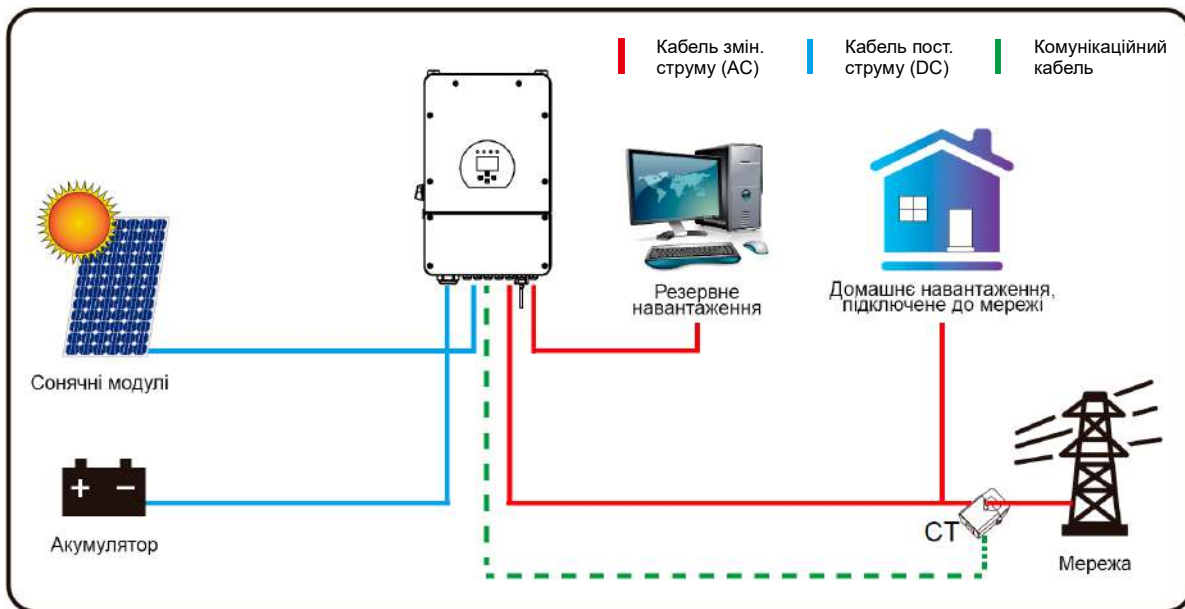 Кабель змін.
струму (AC)
Кабель пост.
струму (DC)
Комунікаційний
кабель
Резервне
навантаження
Домашнє навантаження,
підключене до мережі
Сонячні модулі
+ −
Акумулятор
CT
Мережа